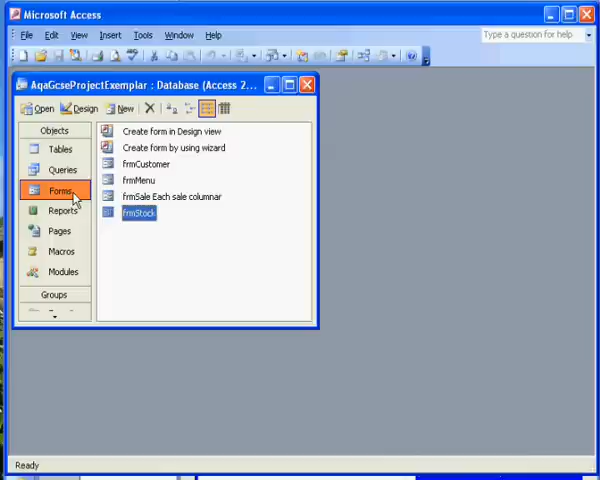 Microsoft Access
File Edit View Insert Tools Window Help
Type a question for help
AqaGcseProjectExemplar : Database (Access 2...
Open Design New
Objects
Tables
Queries
Forms
Reports
Pages
Macros
Modules
Groups
Create form in Design view
Create form by using wizard
frmCustomer
frmMenu
frmSale Each sale columnar
frmStock
Ready